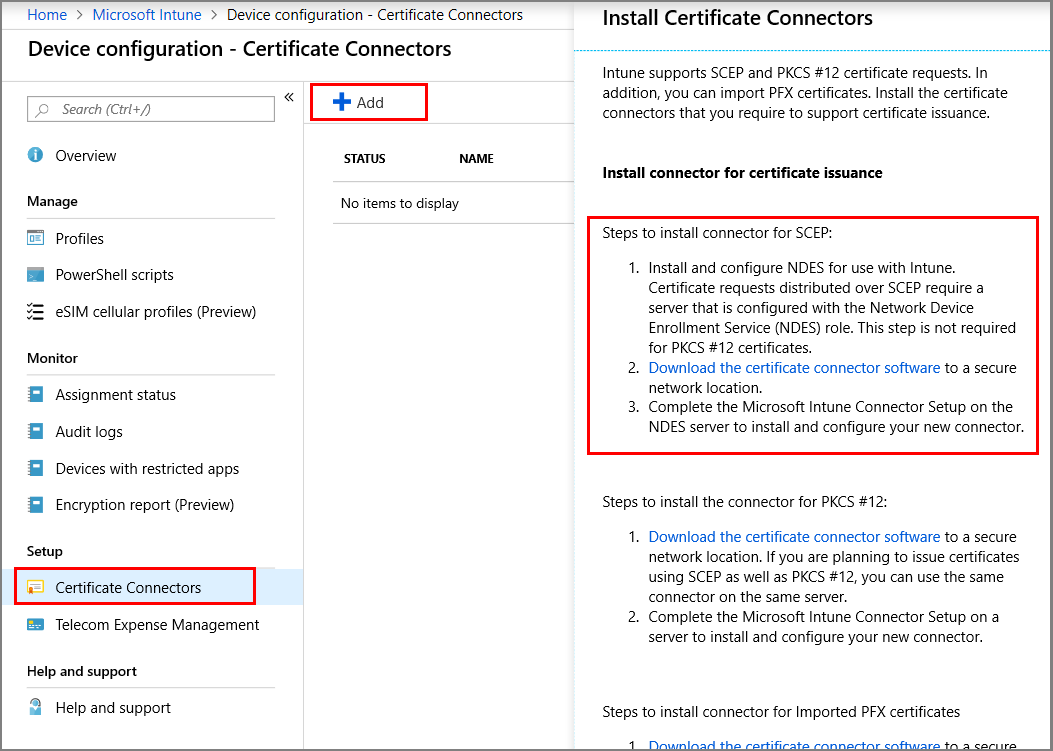 Home > Microsoft Intune > Device configuration - Certificate Connectors
Device configuration - Certificate Connectors
Search (Ctrl+/)
«
Overview
Manage
Profiles
PowerShell scripts
eSIM cellular profiles (Preview)
Monitor
Assignment status
Audit logs
Devices with restricted apps
Encryption report (Preview)
Setup
Certificate Connectors
Telecom Expense Management
Help and support
Help and support
Add
STATUS NAME
No items to display
Install Certificate Connectors
Intune supports SCEP and PKCS #12 certificate requests. In
addition, you can import PFX certificates. Install the certificate
connectors that you require to support certificate issuance.
Install connector for certificate issuance
Steps to install connector for SCEP:
1. Install and configure NDES for use with Intune.
Certificate requests distributed over SCEP require a
server that is configured with the Network Device
Enrollment Service (NDES) role. This step is not required
for PKCS #12 certificates.
2. Download the certificate connector software to a secure
network location.
3. Complete the Microsoft Intune Connector Setup on the
NDES server to install and configure your new connector.
Steps to install the connector for PKCS #12:
1. Download the certificate connector software to a secure
network location. If you are planning to issue certificates
using SCEP as well as PKCS #12, you can use the same
connector on the same server.
2. Complete the Microsoft Intune Connector Setup on a
server to install and configure your new connector.
Steps to install connector for Imported PFX certificates
1. Download the certificate connector software to a secure